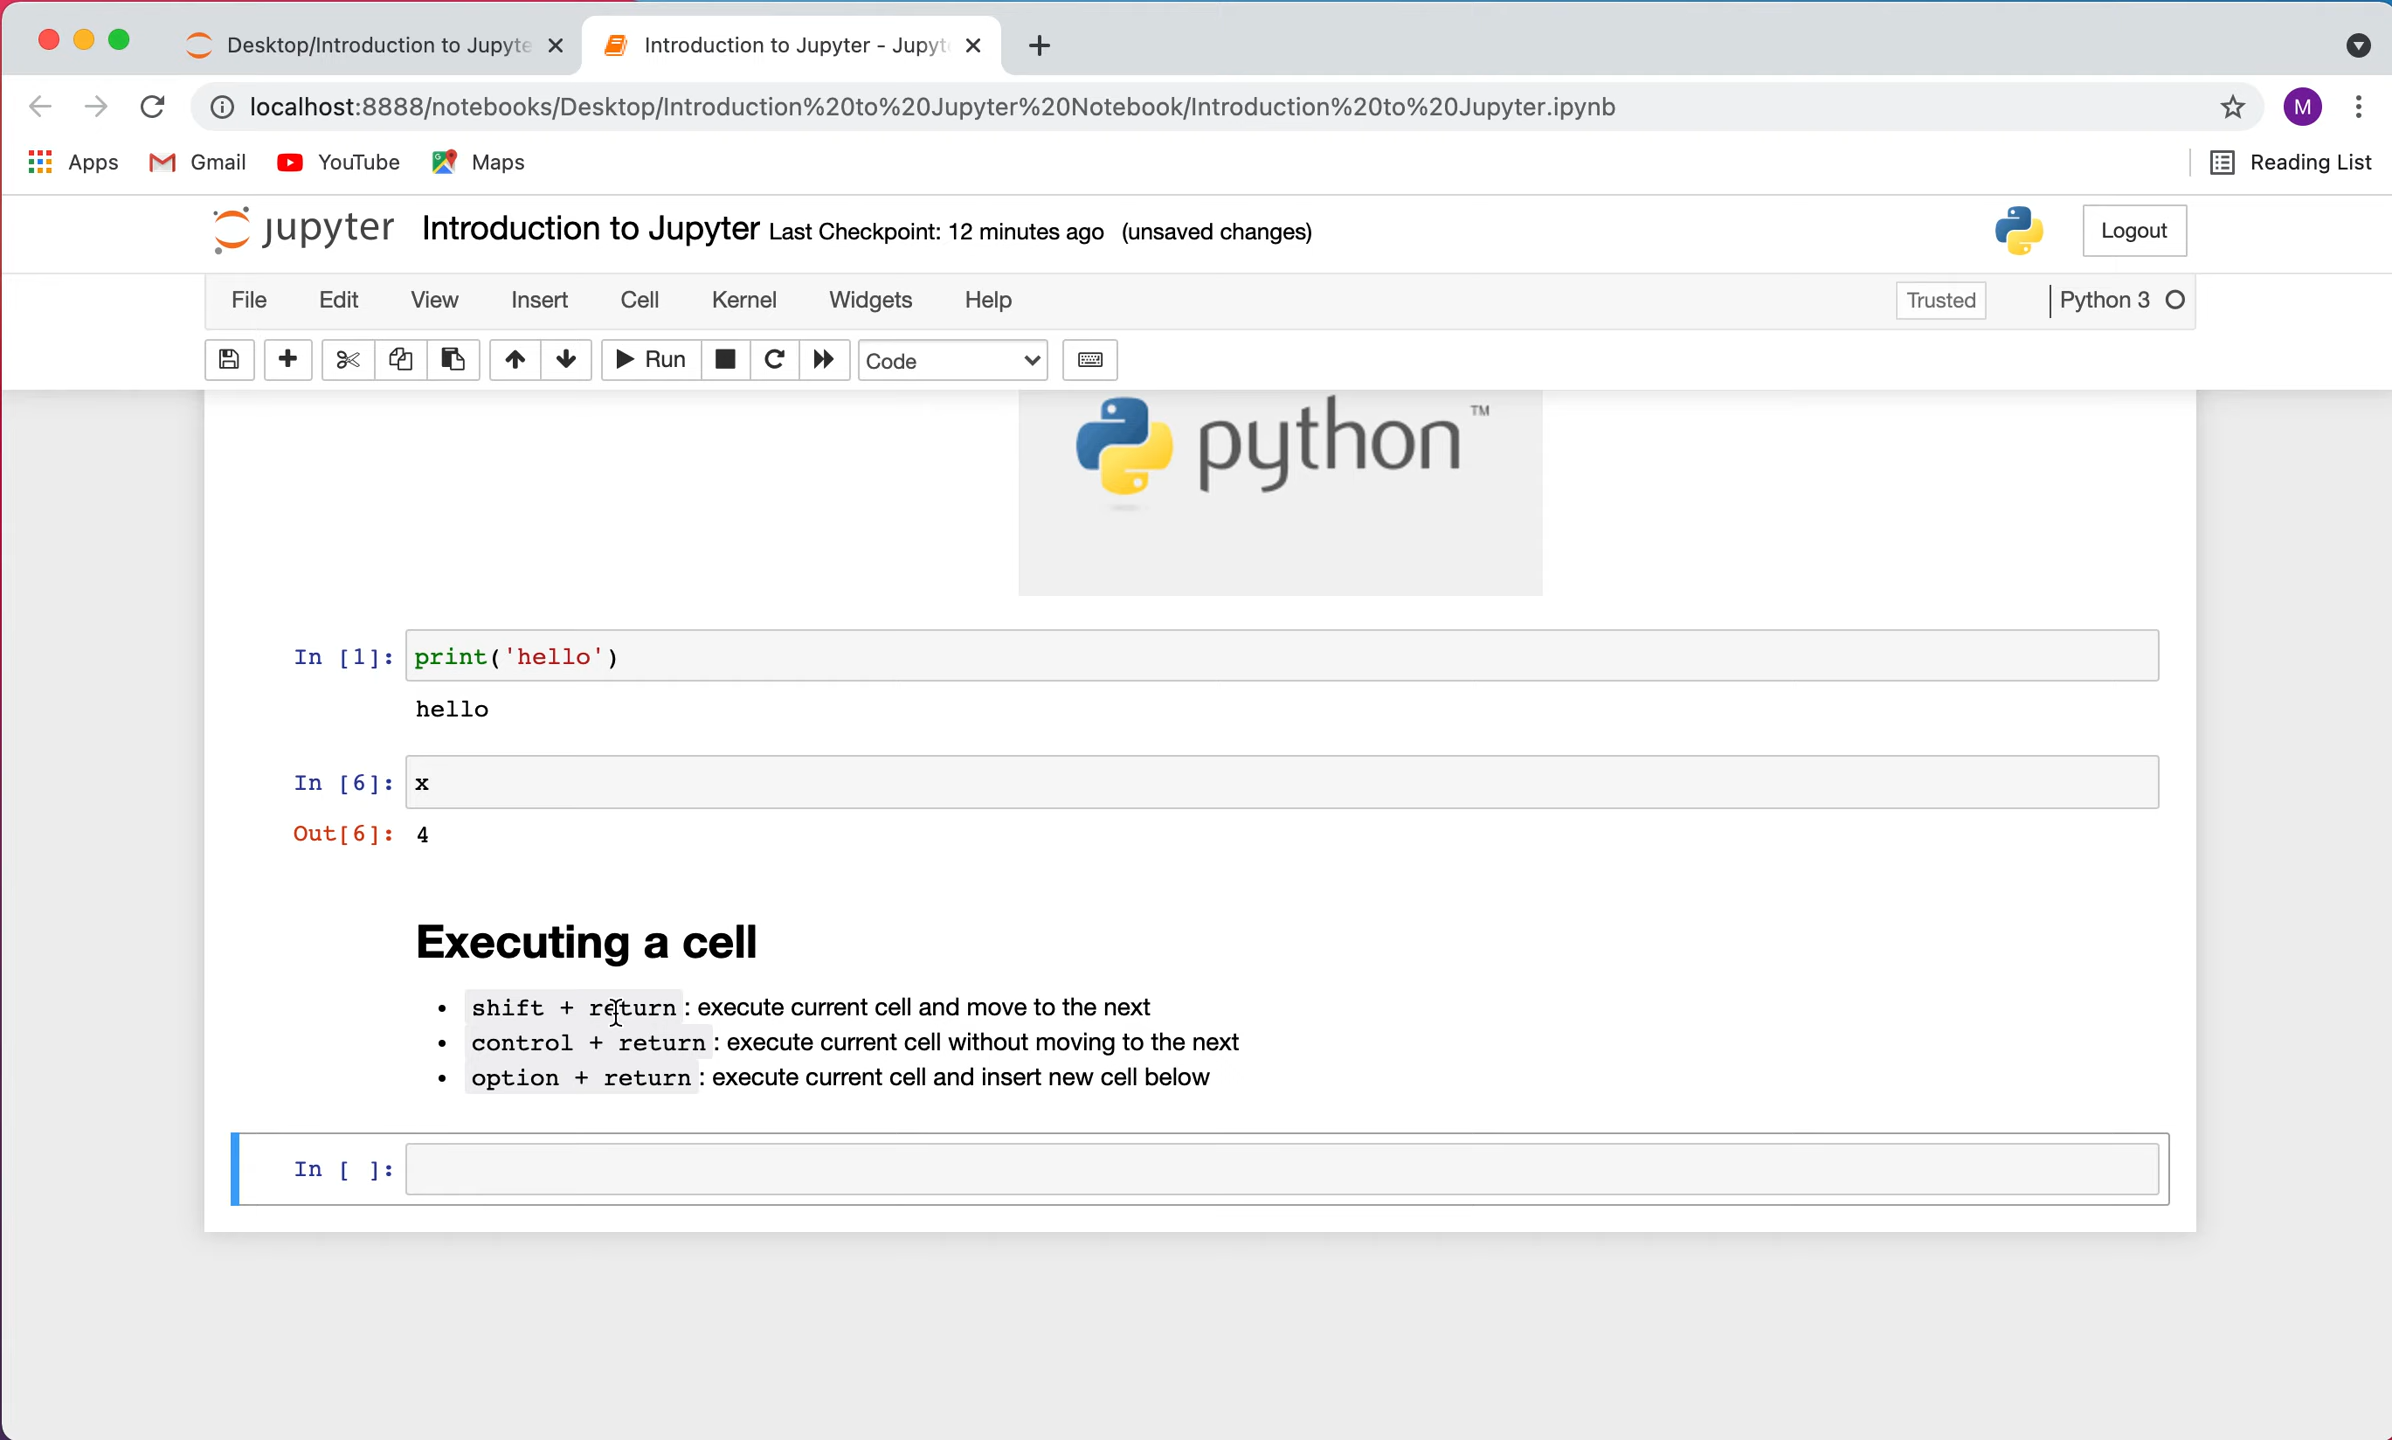 Desktop/Introduction to Jupyte
Introduction to Jupyter - Jupyt
localhost:8888/notebooks/Desktop/Introduction%20to%20Jupyter%20Notebook/Introduction%20to%20Jupyter.ipynb
M
Apps Gmail YouTube Maps Reading List
jupyter Introduction to Jupyter Last Checkpoint: 12 minutes ago (unsaved changes) Logout
File Edit View Insert Cell Kernel Widgets Help Trusted Python 3
Run Code
python TM
In [1]: print('hello')
hello
In [6]: x
Out[6]: 4
Executing a cell
• shift + return : execute current cell and move to the next
• control + return : execute current cell without moving to the next
• option + return : execute current cell and insert new cell below
In [ ]: